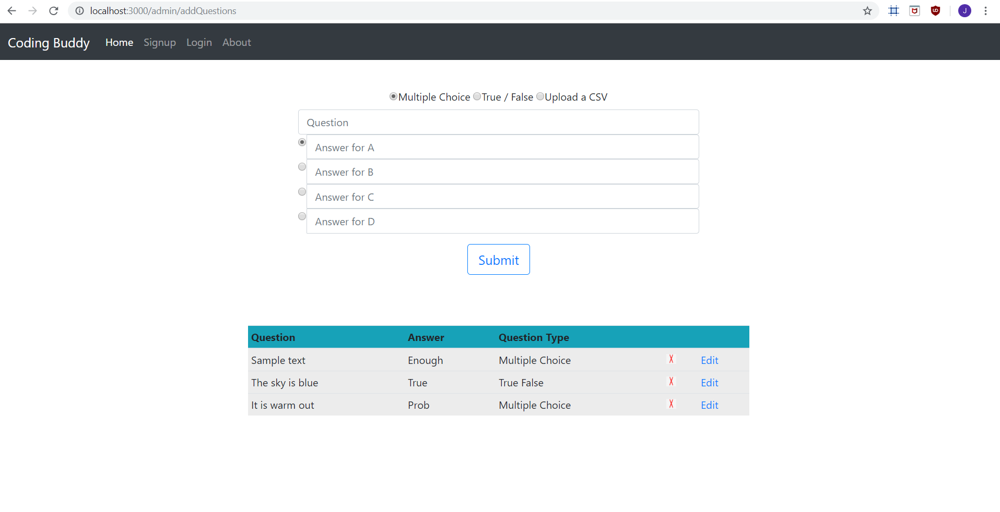 localhost:3000/admin/addQuestions
J
Coding Buddy Home Signup Login About
Multiple Choice True / False Upload a CSV
Question
Answer for A
Answer for B
Answer for C
Answer for D
Submit
Question Answer Question Type
Sample text Enough Multiple Choice X Edit
The sky is blue True True False X Edit
It is warm out Prob Multiple Choice X Edit